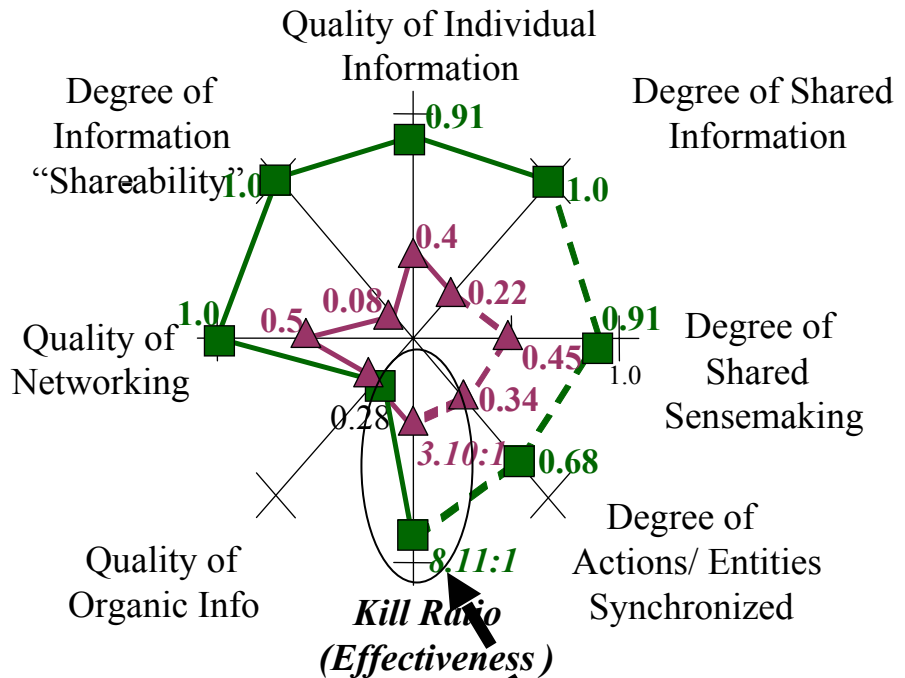 Quality of Individual
Information
Degree of
Information
“Shareability”
Degree of Shared
Information
0.91
1.0
1.0
0.4
0.22
0.08
1.0
0.5
0.91
Quality of
Networking
0.45
1.0
Degree of
Shared
Sensemaking
0.28
0.34
3.10:1
0.68
Quality of
Organic Info
8.11:1
Degree of
Actions/ Entities
Synchronized
Kill Ratio
(Effectiveness )